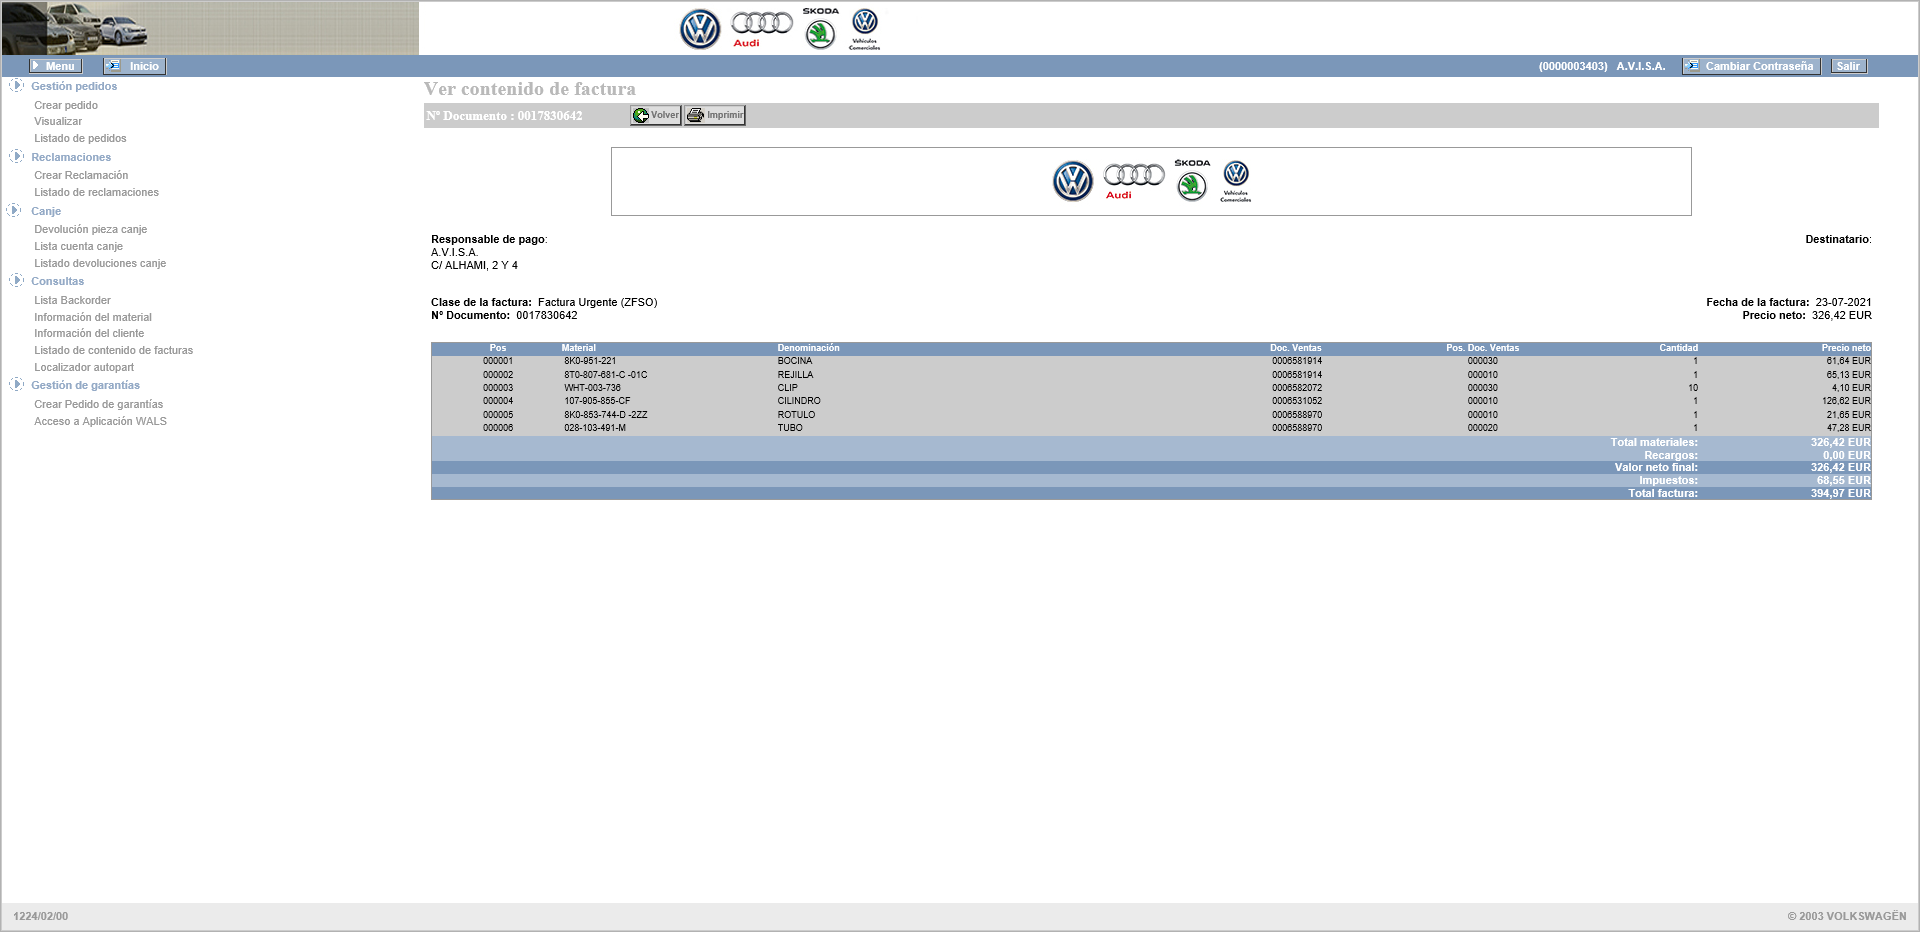 Audi
ŠKODA
Vehículos
Comerciales
Menu
Inicio
(0000003403) A.V.I.S.A.
Cambiar Contraseña
Salir
Gestión pedidos
Crear pedido
Visualizar
Listado de pedidos
Reclamaciones
Crear Reclamación
Listado de reclamaciones
Canje
Devolución pieza canje
Lista cuenta canje
Listado devoluciones canje
Consultas
Lista Backorder
Información del material
Información del cliente
Listado de contenido de facturas
Localizador autopart
Gestión de garantías
Crear Pedido de garantías
Acceso a Aplicación WALS
Ver contenido de factura
Nº Documento : 0017830642
Volver
Imprimir
Audi
ŠKODA
Vehículos
Comerciales
Responsable de pago:
A.V.I.S.A.
C/ ALHAMI, 2 Y 4
Destinatario:
Clase de la factura: Factura Urgente (ZFSO)
Nº Documento: 0017830642
Fecha de la factura: 23-07-2021
Precio neto: 326,42 EUR
Pos Material Denominación Doc. Ventas Pos. Doc. Ventas Cantidad Precio neto
000001 8K0-951-221 BOCINA 0006581914 000030 1 61,64 EUR
000002 8T0-807-681-C -01C REJILLA 0006581914 000010 1 65,13 EUR
000003 WHT-003-736 CLIP 0006582072 000030 10 4,10 EUR
000004 107-905-855-CF CILINDRO 0006531052 000010 1 126,62 EUR
000005 8K0-853-744-D -2ZZ ROTULO 0006588970 000010 1 21,65 EUR
000006 028-103-491-M TUBO 0006588970 000020 1 47,28 EUR
Total materiales: 326,42 EUR
Recargos: 0,00 EUR
Valor neto final: 326,42 EUR
Impuestos: 68,55 EUR
Total factura: 394,97 EUR
1224/02/00
© 2003 VOLKSWAGËN